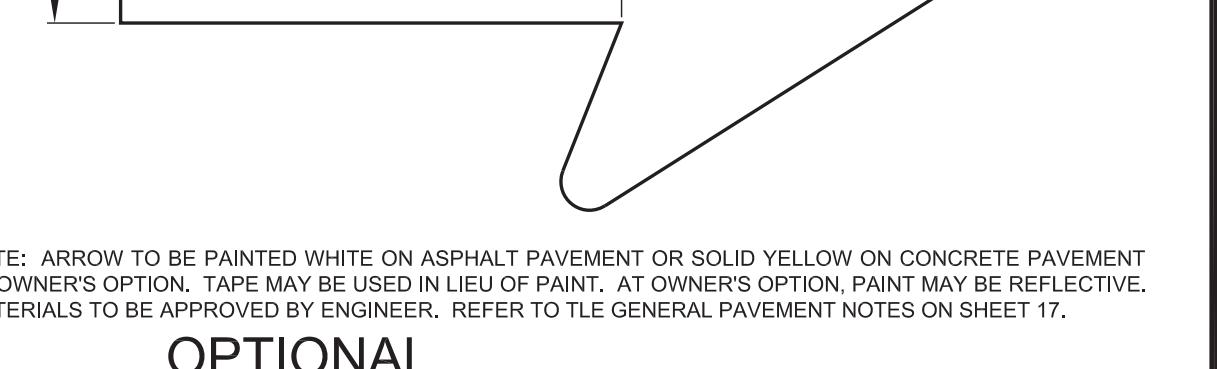 TE: ARROW TO BE PAINTED WHITE ON ASPHALT PAVEMENT OR SOLID YELLOW ON CONCRETE PAVEMENT
OWNER'S OPTION. TAPE MAY BE USED IN LIEU OF PAINT. AT OWNER'S OPTION, PAINT MAY BE REFLECTIVE.
TERIALS TO BE APPROVED BY ENGINEER. REFER TO TLE GENERAL PAVEMENT NOTES ON SHEET 17.
OPTIONAL